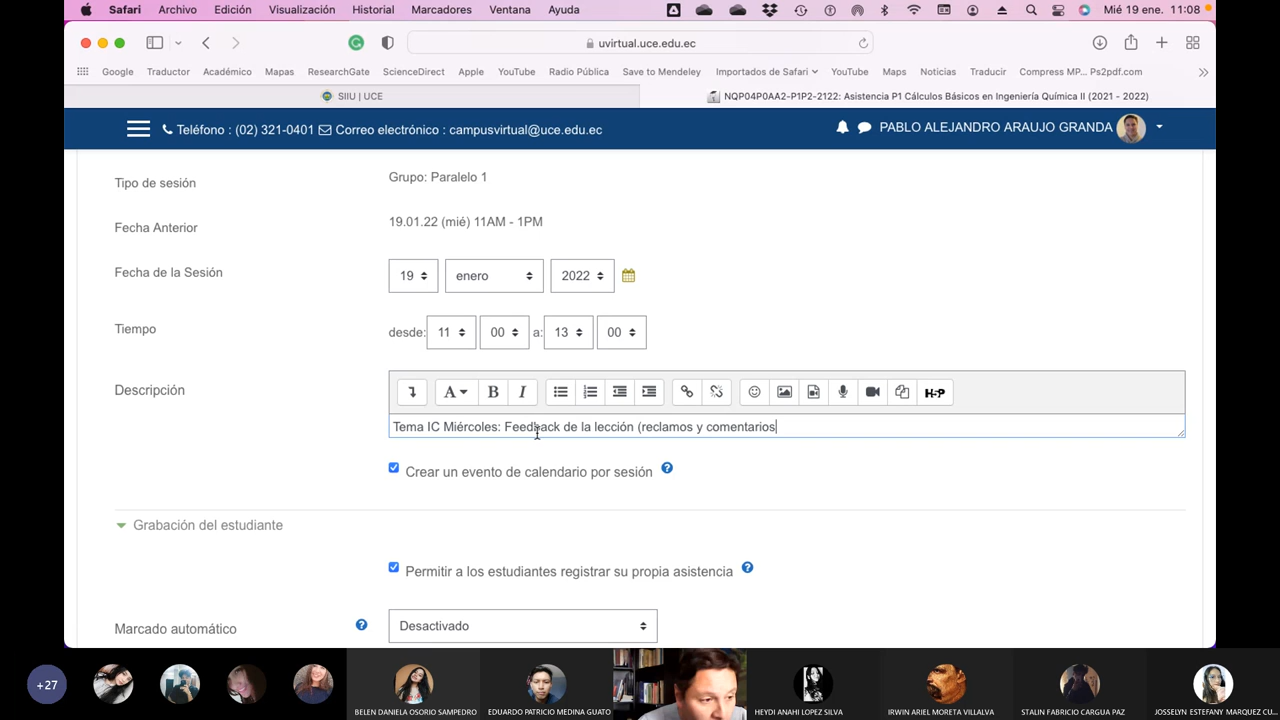 Safari Archivo Edición Visualización Historial Marcadores Ventana Ayuda Mié 19 ene. 11:08
uvirtual.uce.edu.ec
Google Traductor Académico Mapas ResearchGate ScienceDirect Apple YouTube Radio Pública Save to Mendeley Importados de Safari YouTube Maps Noticias Traducir Compress MP... Ps2pdf.com
SIIU | UCE NQP04P0AA2-P1P2-2122: Asistencia P1 Cálculos Básicos en Ingeniería Química II (2021 - 2022)
Teléfono : (02) 321-0401 Correo electrónico : campusvirtual@uce.edu.ec PABLO ALEJANDRO ARAUJO GRANDA
Tipo de sesión Grupo: Paralelo 1
Fecha Anterior 19.01.22 (mié) 11AM - 1PM
Fecha de la Sesión 19 enero 2022
Tiempo desde: 11 00 a: 13 00
Descripción A B I H-P
Tema IC Miércoles: Feedback de la lección (reclamos y comentarios
Crear un evento de calendario por sesión
Grabación del estudiante
Permitir a los estudiantes registrar su propia asistencia
Marcado automático Desactivado
+27 BELEN DANIELA OSORIO SAMPEDRO EDUARDO PATRICIO MEDINA GUATO HEYDI ANAHI LOPEZ SILVA IRWIN ARIEL MORETA VILLALVA STALIN FABRICIO CARGUA PAZ JOSSELYN ESTEFANY MARQUEZ CU...